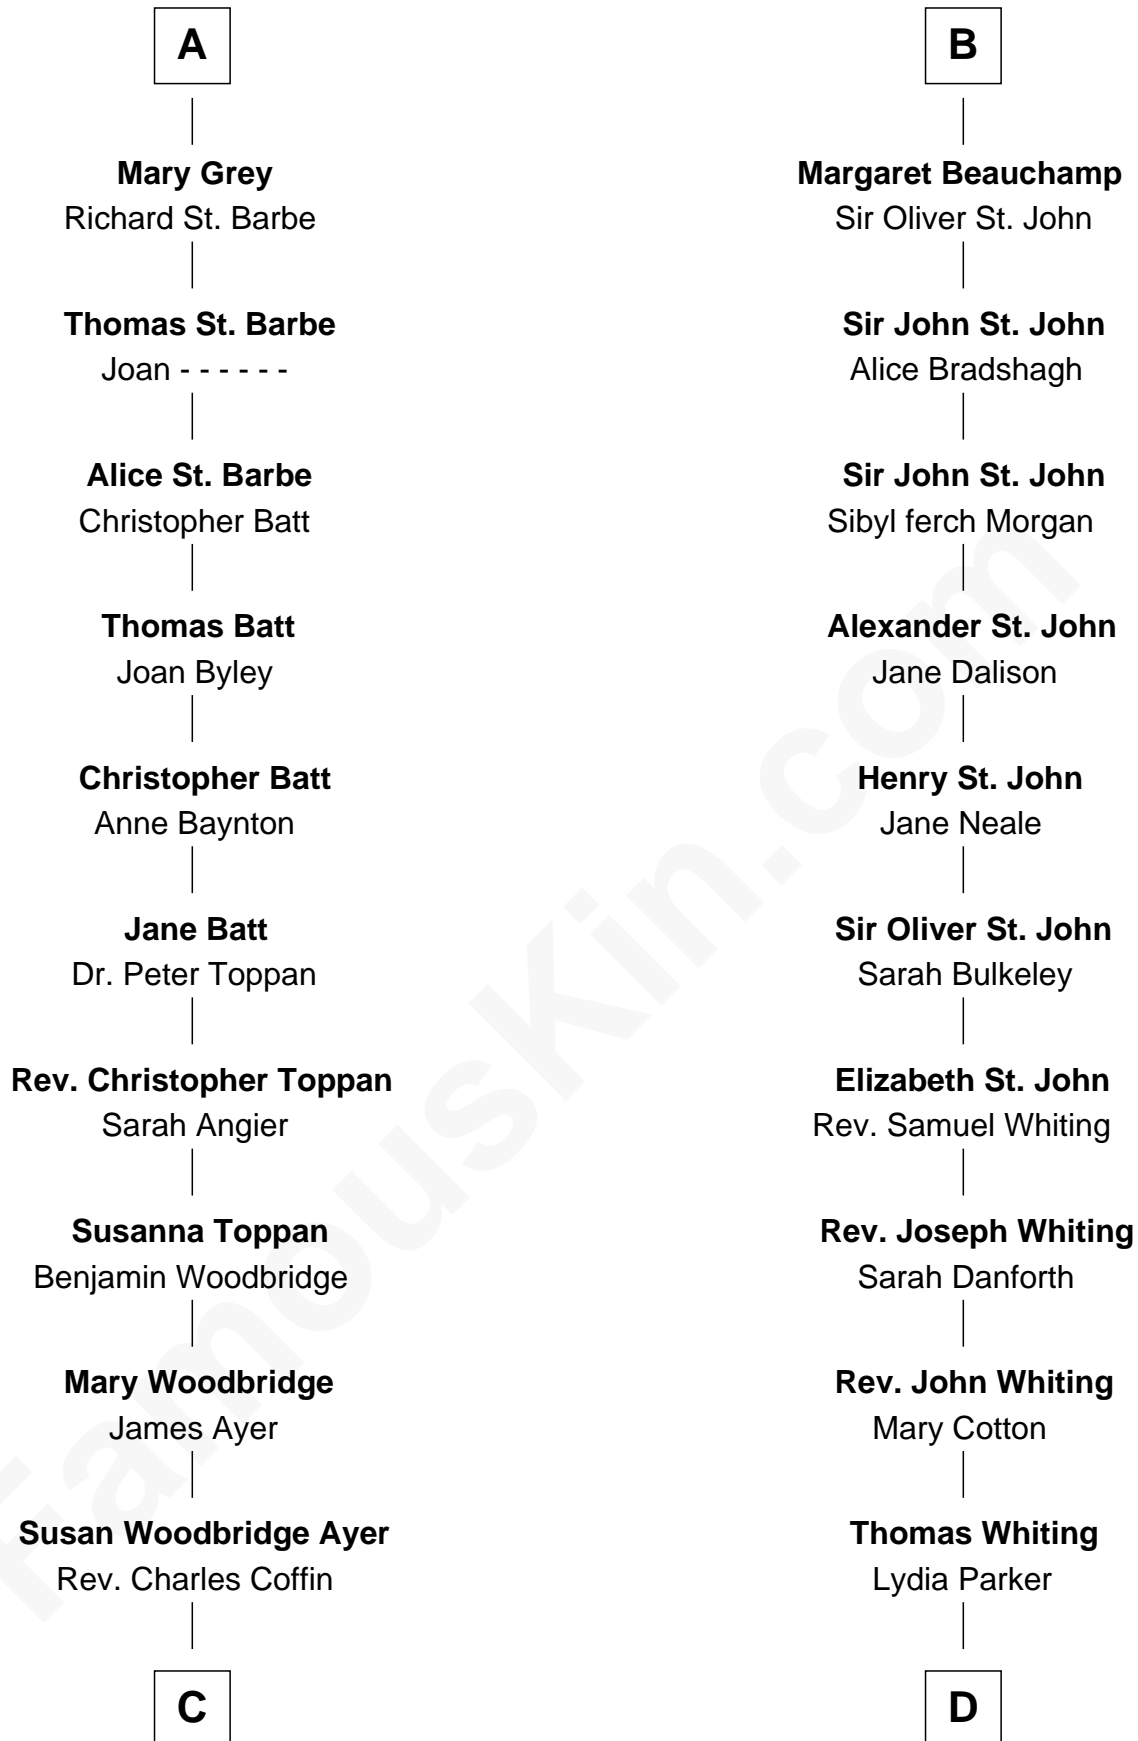 A
Mary Grey
Richard St. Barbe
Thomas St. Barbe
Joan - - - - - -
Alice St. Barbe
Christopher Batt
Thomas Batt
Joan Byley
Christopher Batt
Anne Baynton
Jane Batt
Dr. Peter Toppan
Rev. Christopher Toppan
Sarah Angier
Susanna Toppan
Benjamin Woodbridge
Mary Woodbridge
James Ayer
Susan Woodbridge Ayer
Rev. Charles Coffin
C
B
Margaret Beauchamp
Sir Oliver St. John
Sir John St. John
Alice Bradshagh
Sir John St. John
Sibyl ferch Morgan
Alexander St. John
Jane Dalison
Henry St. John
Jane Neale
Sir Oliver St. John
Sarah Bulkeley
Elizabeth St. John
Rev. Samuel Whiting
Rev. Joseph Whiting
Sarah Danforth
Rev. John Whiting
Mary Cotton
Thomas Whiting
Lydia Parker
D
FamousKin.com